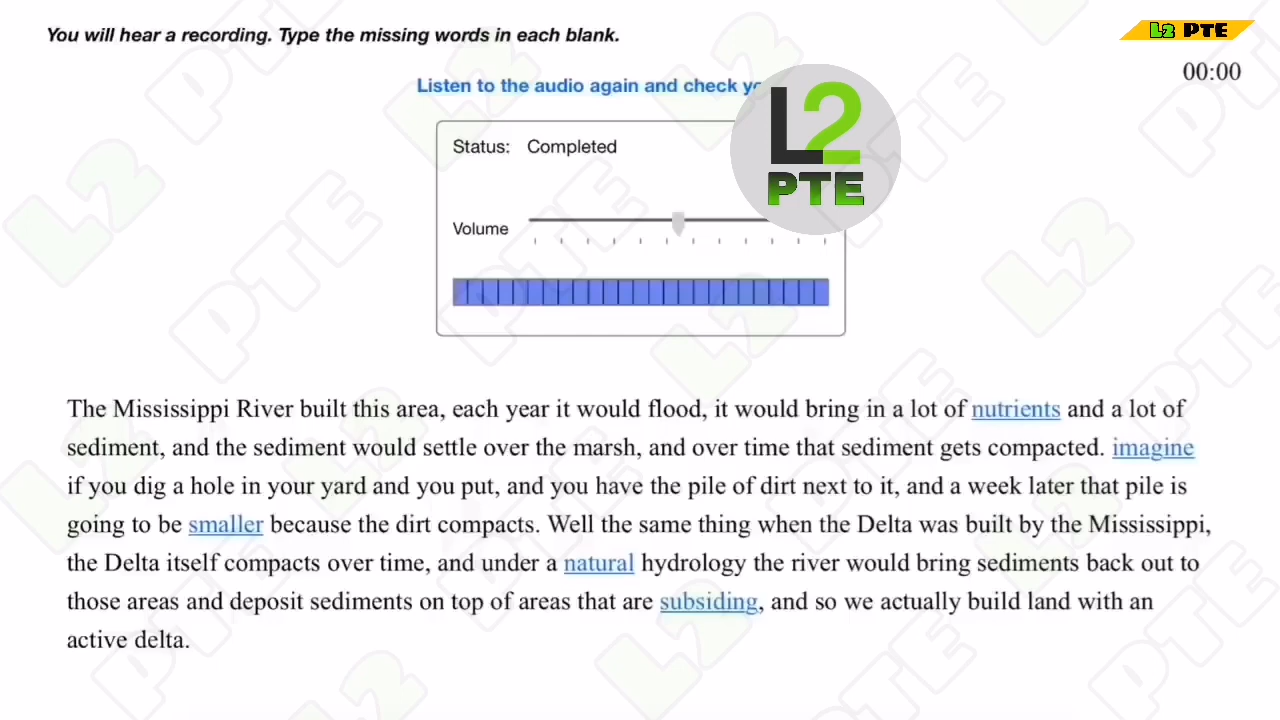 You will hear a recording. Type the missing words in each blank.
L2 PTE
00:00
Listen to the audio again and check
L2
PTE
Status: Completed
Volume
The Mississippi River built this area, each year it would flood, it would bring in a lot of nutrients and a lot of
sediment, and the sediment would settle over the marsh, and over time that sediment gets compacted. imagine
if you dig a hole in your yard and you put, and you have the pile of dirt next to it, and a week later that pile is
going to be smaller because the dirt compacts. Well the same thing when the Delta was built by the Mississippi,
the Delta itself compacts over time, and under a natural hydrology the river would bring sediments back out to
those areas and deposit sediments on top of areas that are subsiding, and so we actually build land with an
active delta.